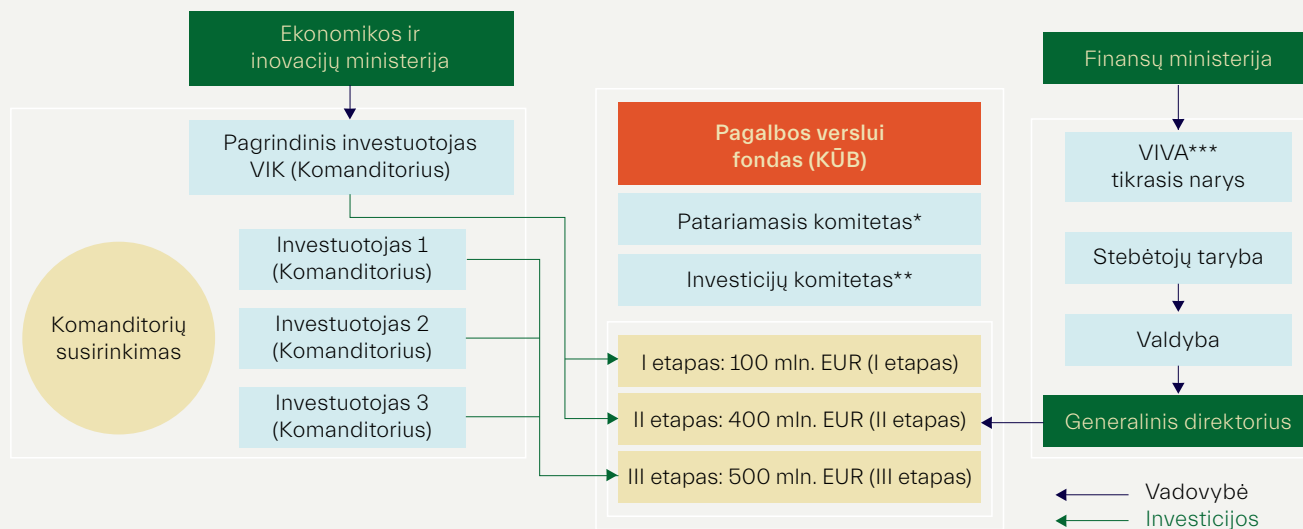 Ekonomikos ir
inovacijų ministerija
Pagrindinis investuotojas
VIK (Komanditorius)
Komanditorių
susirinkimas
Investuotojas 1
(Komanditorius)
Investuotojas 2
(Komanditorius)
Investuotojas 3
(Komanditorius)
Pagalbos verslui
fondas (KŪB)
Patariamasis komitetas*
Investicijų komitetas**
I etapas: 100 mln. EUR (I etapas)
II etapas: 400 mln. EUR (II etapas)
III etapas: 500 mln. EUR (III etapas)
Finansų ministerija
VIVA***
tikrasis narys
Stebėtojų taryba
Valdyba
Generalinis direktorius
Vadovybė
Investicijos